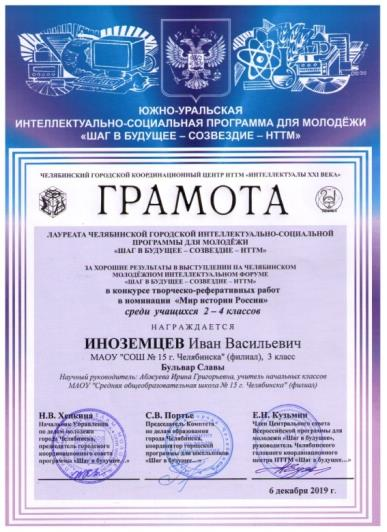 ЮЖНО-УРАЛЬСКАЯ
ИНТЕЛЛЕКТУАЛЬНО-СОЦИАЛЬНАЯ ПРОГРАММА ДЛЯ МОЛОДЁЖИ
«ШАГ В БУДУЩЕЕ – СОЗВЕЗДИЕ – НТТМ»
ЧЕЛЯБИНСКИЙ ГОРОДСКОЙ КООРДИНАЦИОННЫЙ ЦЕНТР НТТМ «ИНТЕЛЛЕКТУАЛЫ XXI ВЕКА»
ГРАМОТА
ЛАУРЕАТА ЧЕЛЯБИНСКОЙ ГОРОДСКОЙ ИНТЕЛЛЕКТУАЛЬНО-СОЦИАЛЬНОЙ
ПРОГРАММЫ ДЛЯ МОЛОДЁЖИ
«ШАГ В БУДУЩЕЕ – СОЗВЕЗДИЕ – НТТМ»
ЗА ХОРОШИЕ РЕЗУЛЬТАТЫ В ВЫСТУПЛЕНИИ НА ЧЕЛЯБИНСКОМ
МОЛОДЁЖНОМ ИНТЕЛЛЕКТУАЛЬНОМ ФОРУМЕ
«ШАГ В БУДУЩЕЕ – СОЗВЕЗДИЕ – НТТМ»
в конкурсе творческо-реферативных работ
в номинации «Мир истории России»
среди учащихся 2 – 4 классов
НАГРАЖДАЕТСЯ
ИНОЗЕМЦЕВ Иван Васильевич
МАОУ "СОШ № 15 г. Челябинска" (филиал), 3 класс
Бульвар Славы
Научный руководитель: Абжуева Ирина Григорьевна, учитель начальных классов
МАОУ "Средняя общеобразовательная школа № 15 г. Челябинска" (филиал)
Н.В. Хепкина
Начальник Управления
по делам молодежи
города Челябинска,
председатель городского
координационного совета
программы «Шаг в будущее...»
С.В. Портье
Председатель Комитета
по делам образования
города Челябинска,
координатор городской
программы для школьников
«Шаг в будущее...»
Е.Н. Кузьмин
Член Центрального совета
Всероссийской программы для
молодежи «Шаг в будущее»,
руководитель Челябинского
головного координационного
центра НТТМ «Шаг в будущее...»
6 декабря 2019 г.